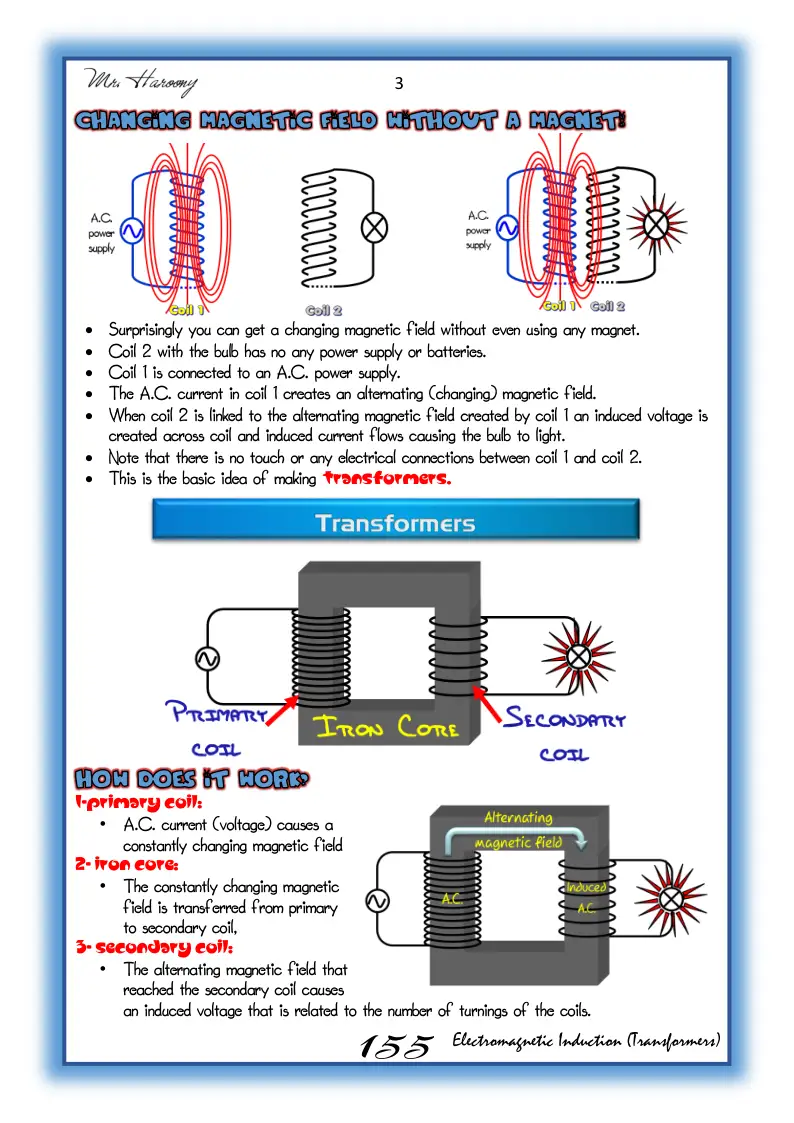 Mr. Haroony
3
CHANGING MAGNETIC FIELD WITHOUT A MAGNET!
A.C.
power
supply
Coil 1
Coil 2
A.C.
power
supply
Coil 1
Coil 2
• Surprisingly you can get a changing magnetic field without even using any magnet.
• Coil 2 with the bulb has no any power supply or batteries.
• Coil 1 is connected to an A.C. power supply.
• The A.C. current in coil 1 creates an alternating (changing) magnetic field.
• When coil 2 is linked to the alternating magnetic field created by coil 1 an induced voltage is
created across coil and induced current flows causing the bulb to light.
• Note that there is no touch or any electrical connections between coil 1 and coil 2.
• This is the basic idea of making transformers.
Transformers
PRIMARY
COIL
IRON CORE
SECONDARY
COIL
HOW DOES IT WORK?
1-primary coil:
• A.C. current (voltage) causes a
constantly changing magnetic field
2- iron core:
• The constantly changing magnetic
field is transferred from primary
to secondary coil,
3- secondary coil:
• The alternating magnetic field that
reached the secondary coil causes
an induced voltage that is related to the number of turnings of the coils.
Alternating
magnetic field
A.C.
Induced
A.C.
155
Electromagnetic Induction (Transformers)